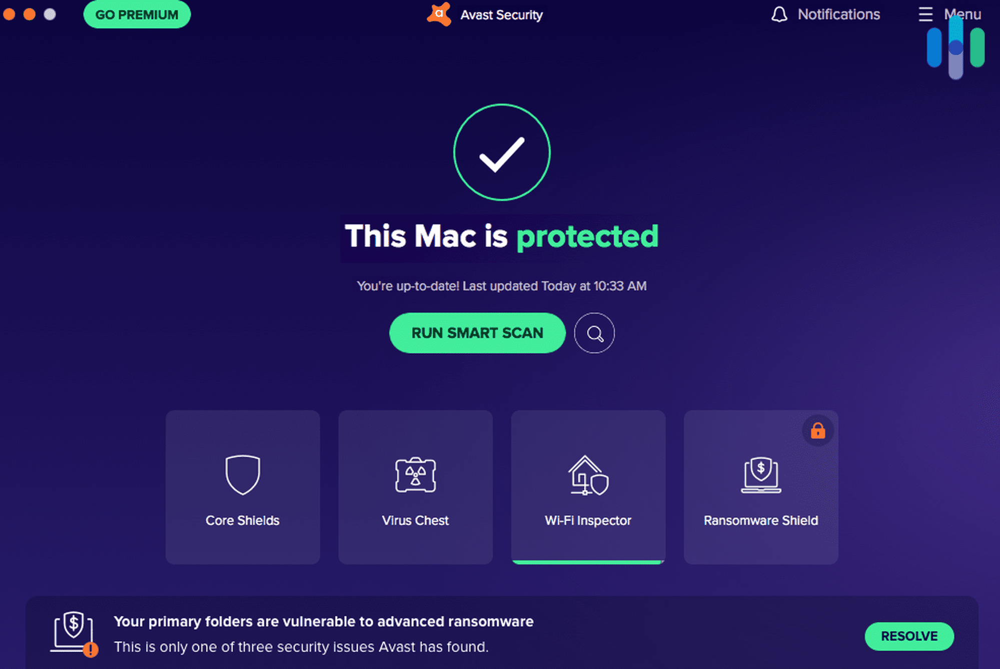 GO PREMIUM
Avast Security
Notifications
Menu
This Mac is protected
You're up-to-date! Last updated Today at 10:33 AM
RUN SMART SCAN
Core Shields
Virus Chest
Wi-Fi Inspector
Ransomware Shield
Your primary folders are vulnerable to advanced ransomware
This is only one of three security issues Avast has found.
RESOLVE